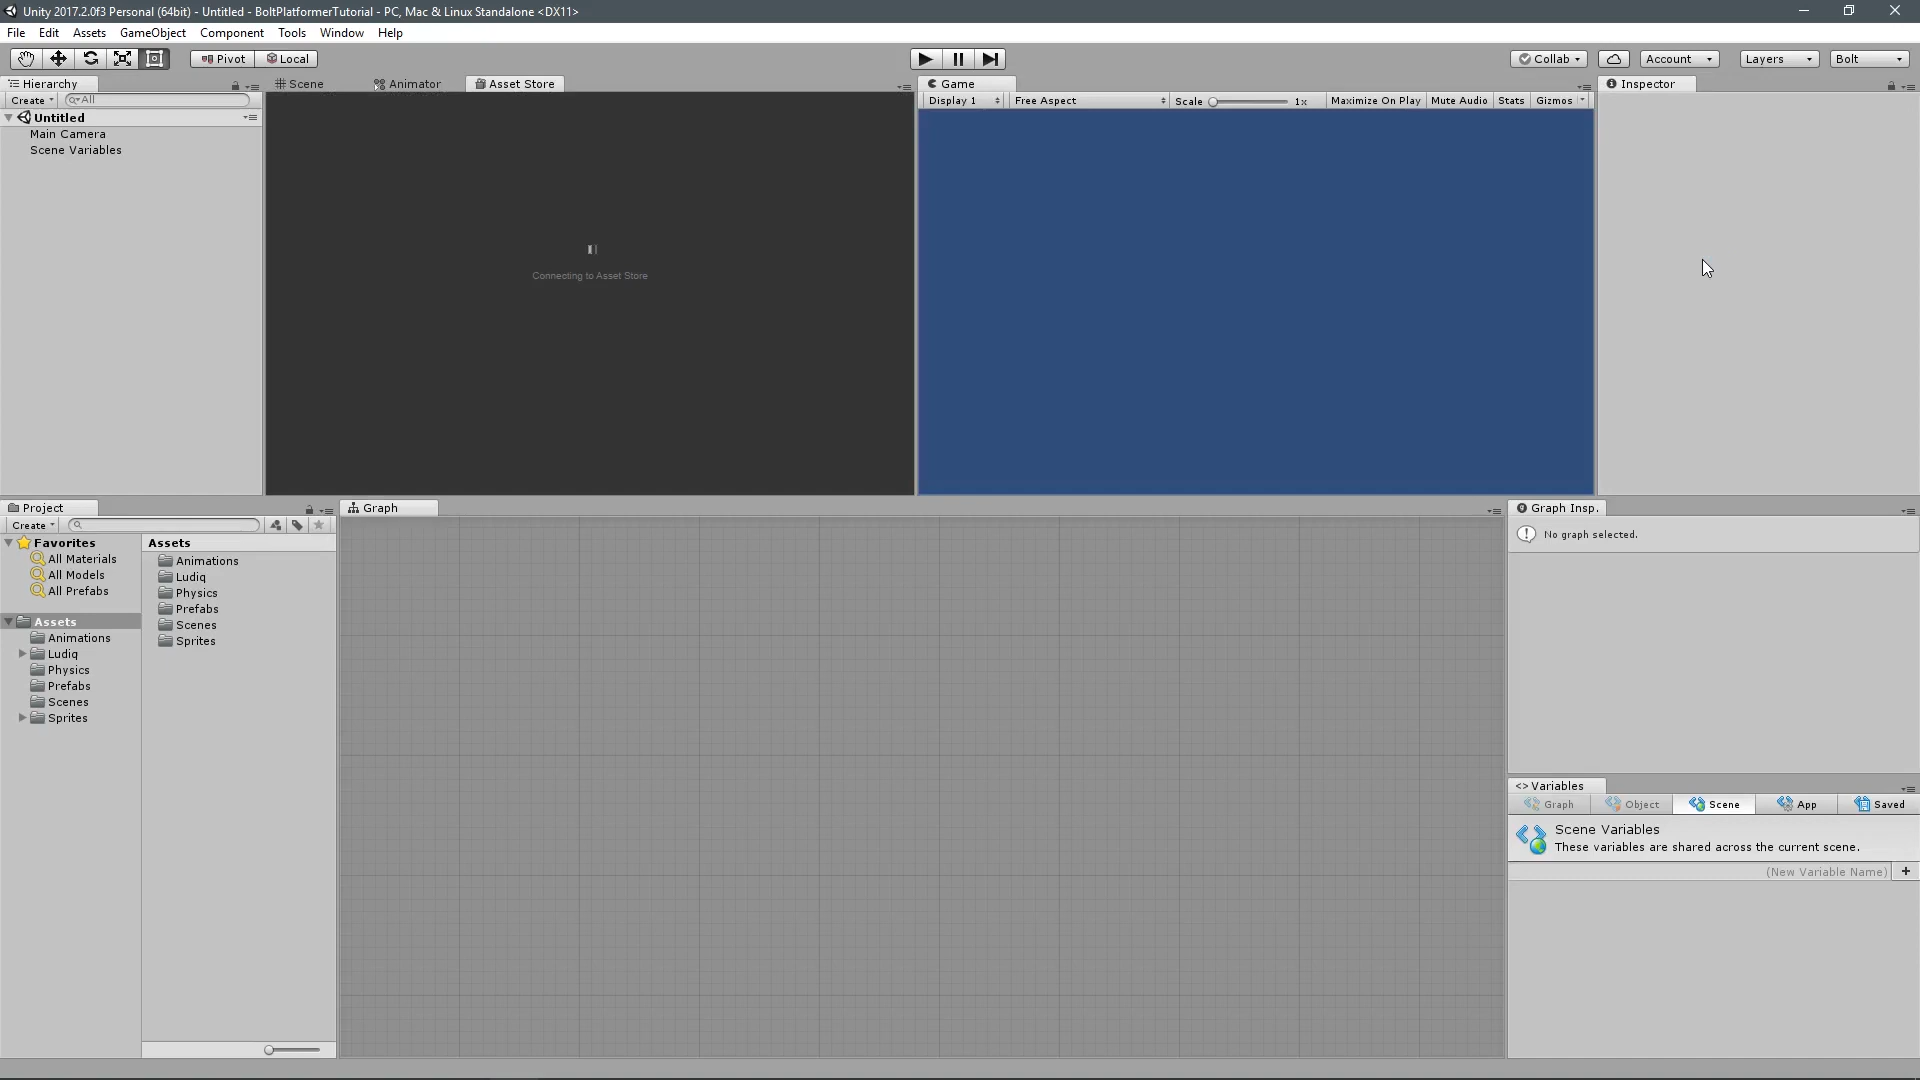 Unity 2017.2.0f3 Personal (64bit) - Untitled - BoltPlatformerTutorial - PC, Mac & Linux Standalone <DX11>
File Edit Assets GameObject Component Tools Window Help
Pivot Local Collab Account Layers Bolt
Hierarchy Scene Animator Asset Store Game Inspector
Create All Display 1 Free Aspect Scale 1x Maximize On Play Mute Audio Stats Gizmos
Untitled
Main Camera
Scene Variables
Connecting to Asset Store
Project Graph Graph Insp.
Create
No graph selected.
Favorites
All Materials
All Models
All Prefabs
Assets
Animations
Ludiq
Physics
Prefabs
Scenes
Sprites
Assets
Animations
Ludiq
Physics
Prefabs
Scenes
Sprites
<> Variables
Graph Object Scene App Saved
Scene Variables
These variables are shared across the current scene.
(New Variable Name) +